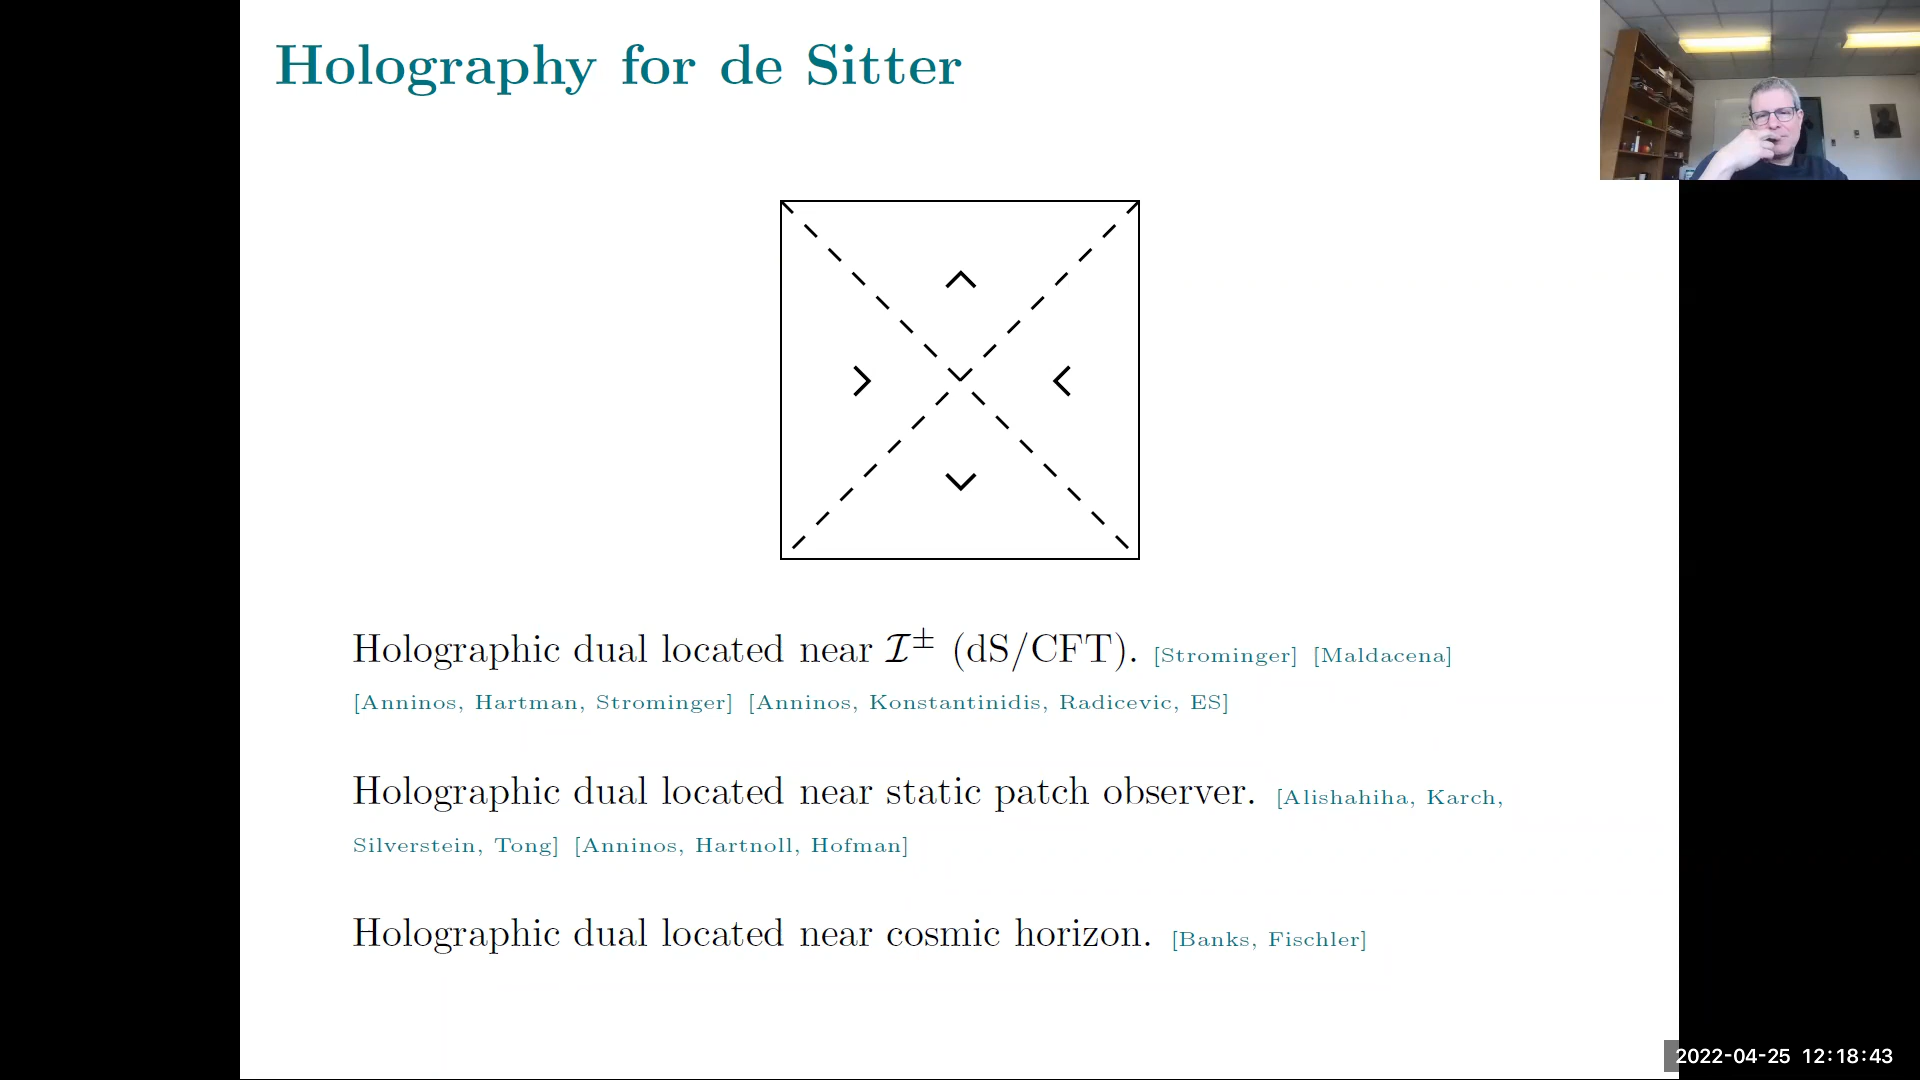 Holography for de Sitter
Holographic dual located near ℐ± (dS/CFT). [Strominger] [Maldacena]
[Anninos, Hartman, Strominger] [Anninos, Konstantinidis, Radicevic, ES]
Holographic dual located near static patch observer. [Alishahiha, Karch,
Silverstein, Tong] [Anninos, Hartnoll, Hofman]
Holographic dual located near cosmic horizon. [Banks, Fischler]
2022-04-25 12:18:43